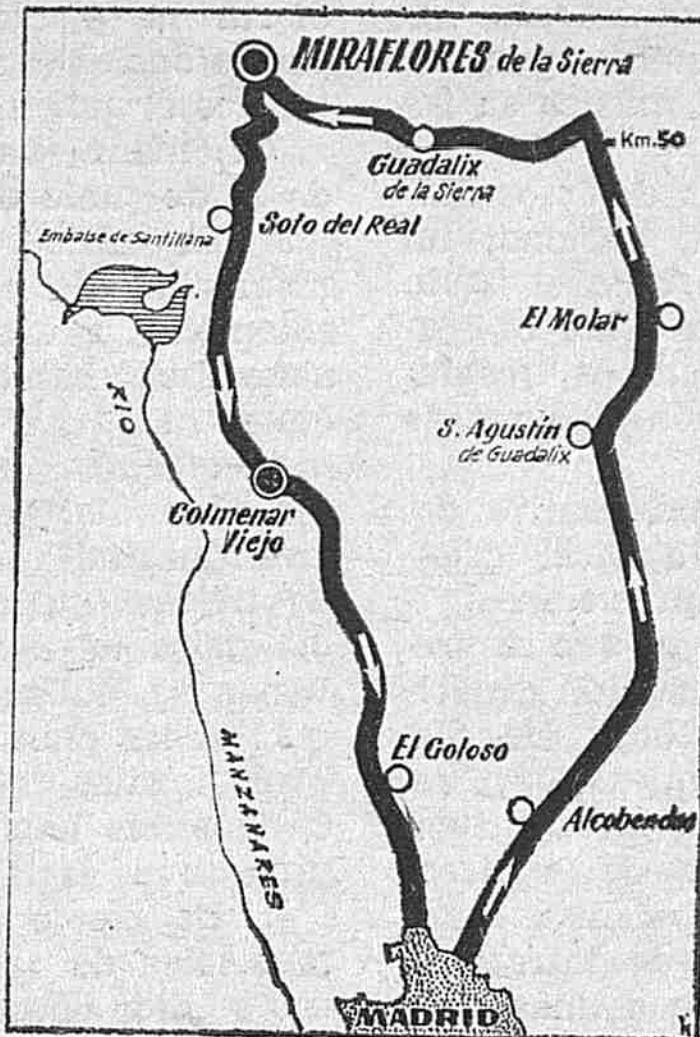 MIRAFLORES de la Sierra
Km. 50
Guadalix
de la Sierra
Soto del Real
Embalse de Santillana
El Molar
S. Agustín
de Guadalix
RIO
Colmenar
Viejo
MANZANARES
El Goloso
Alcobendas
MADRID